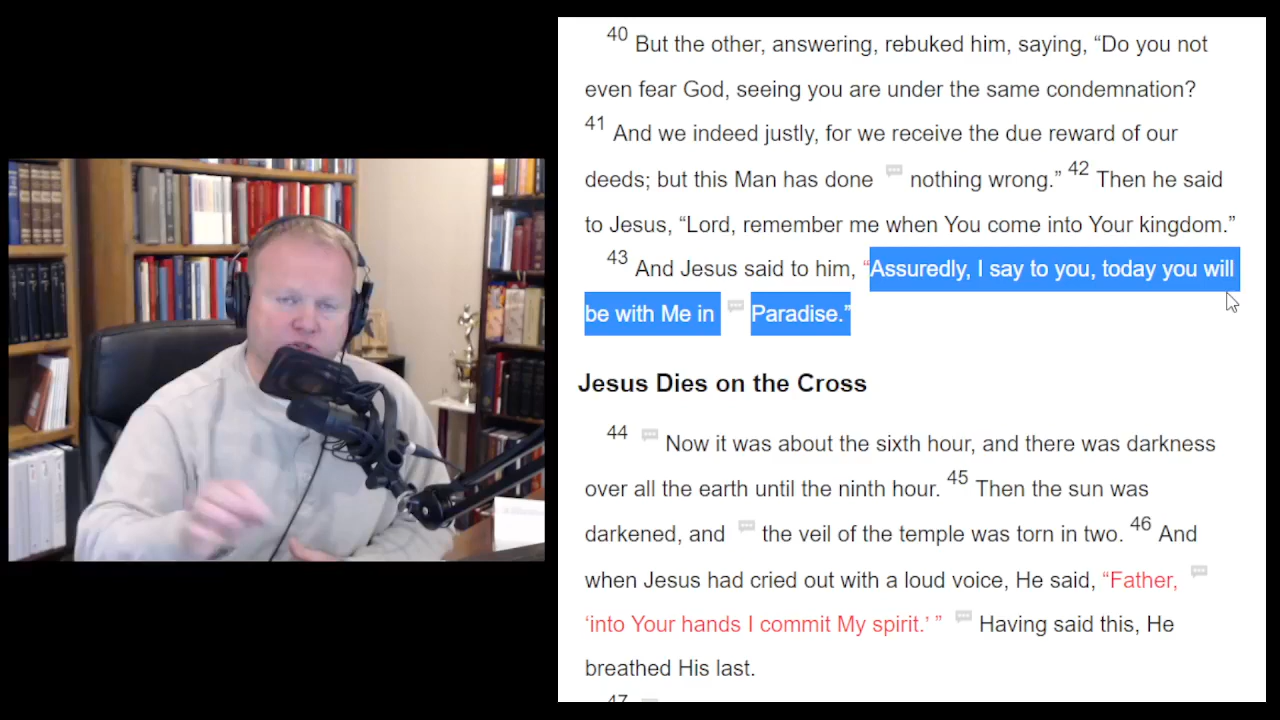 40 But the other, answering, rebuked him, saying, “Do you not
even fear God, seeing you are under the same condemnation?
41 And we indeed justly, for we receive the due reward of our
deeds; but this Man has done nothing wrong.” 42 Then he said
to Jesus, “Lord, remember me when You come into Your kingdom.”
43 And Jesus said to him, “Assuredly, I say to you, today you will
be with Me in Paradise.”
Jesus Dies on the Cross
44 Now it was about the sixth hour, and there was darkness
over all the earth until the ninth hour. 45 Then the sun was
darkened, and the veil of the temple was torn in two. 46 And
when Jesus had cried out with a loud voice, He said, “Father,
‘into Your hands I commit My spirit.’ ” Having said this, He
breathed His last.
47